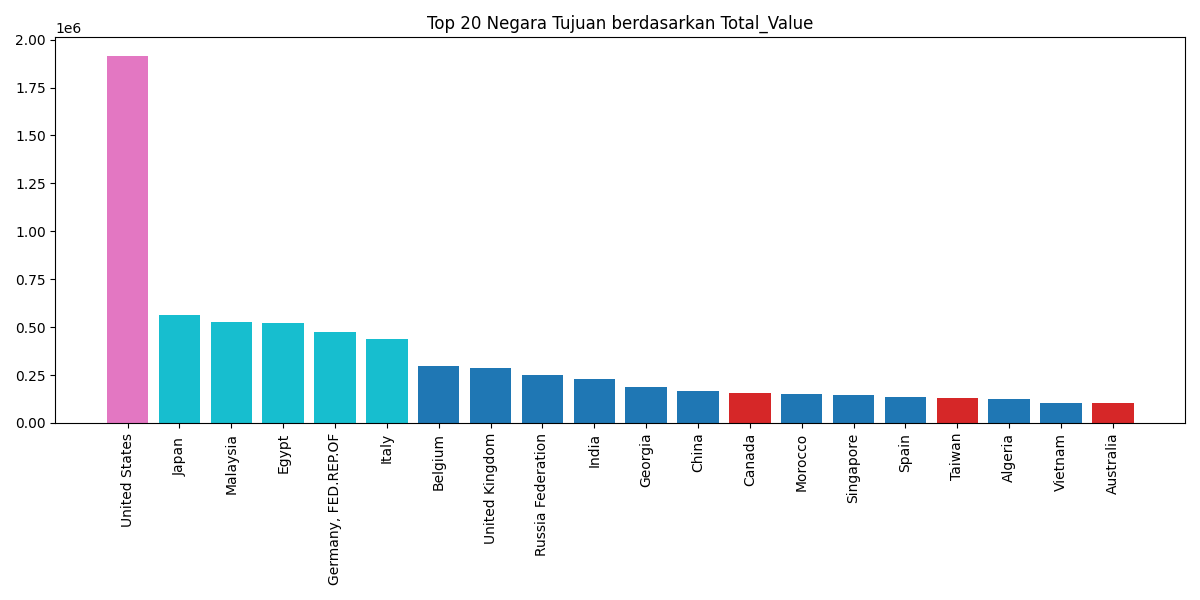 Top 20 Negara Tujuan berdasarkan Total_Value
1e6
2.00
1.75
1.50
1.25
1.00
0.75
0.50
0.25
0.00
United States
Japan
Malaysia
Egypt
Germany, FED.REP.OF
Italy
Belgium
United Kingdom
Russia Federation
India
Georgia
China
Canada
Morocco
Singapore
Spain
Taiwan
Algeria
Vietnam
Australia